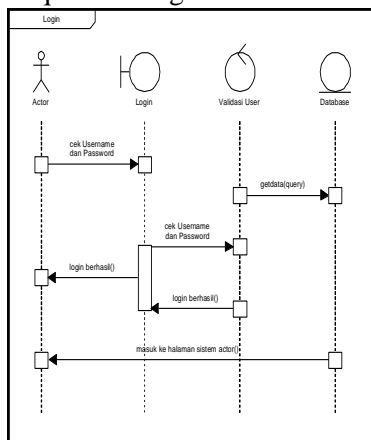 Login
Actor
Login
Validasi User
Database
cek Username
dan Password
getdata(query)
cek Username
dan Password
login berhasil()
login berhasil()
masuk ke halaman sistem actor()